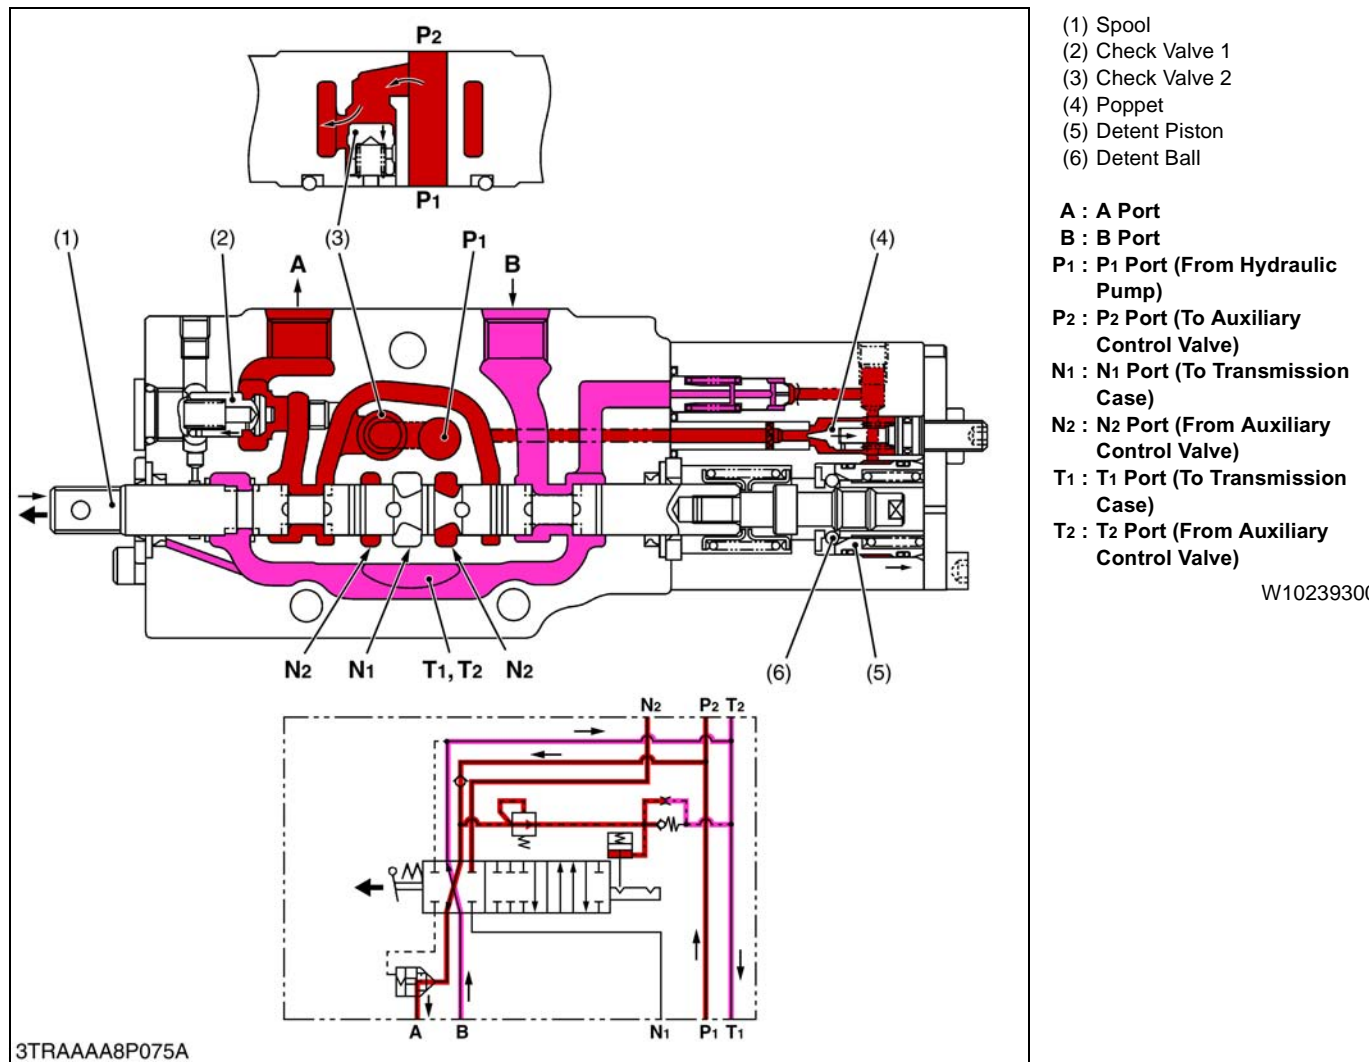 P2
P1
(1)
(2)
(3)
P1
(4)
A
B
N2
N1
T1, T2
N2
(6)
(5)
N2
P2
T2
A
B
N1
P1
T1
3TRAAAA8P075A
(1) Spool
(2) Check Valve 1
(3) Check Valve 2
(4) Poppet
(5) Detent Piston
(6) Detent Ball
A : A Port
B : B Port
P1 : P1 Port (From Hydraulic
Pump)
P2 : P2 Port (To Auxiliary
Control Valve)
N1 : N1 Port (To Transmission
Case)
N2 : N2 Port (From Auxiliary
Control Valve)
T1 : T1 Port (To Transmission
Case)
T2 : T2 Port (From Auxiliary
Control Valve)